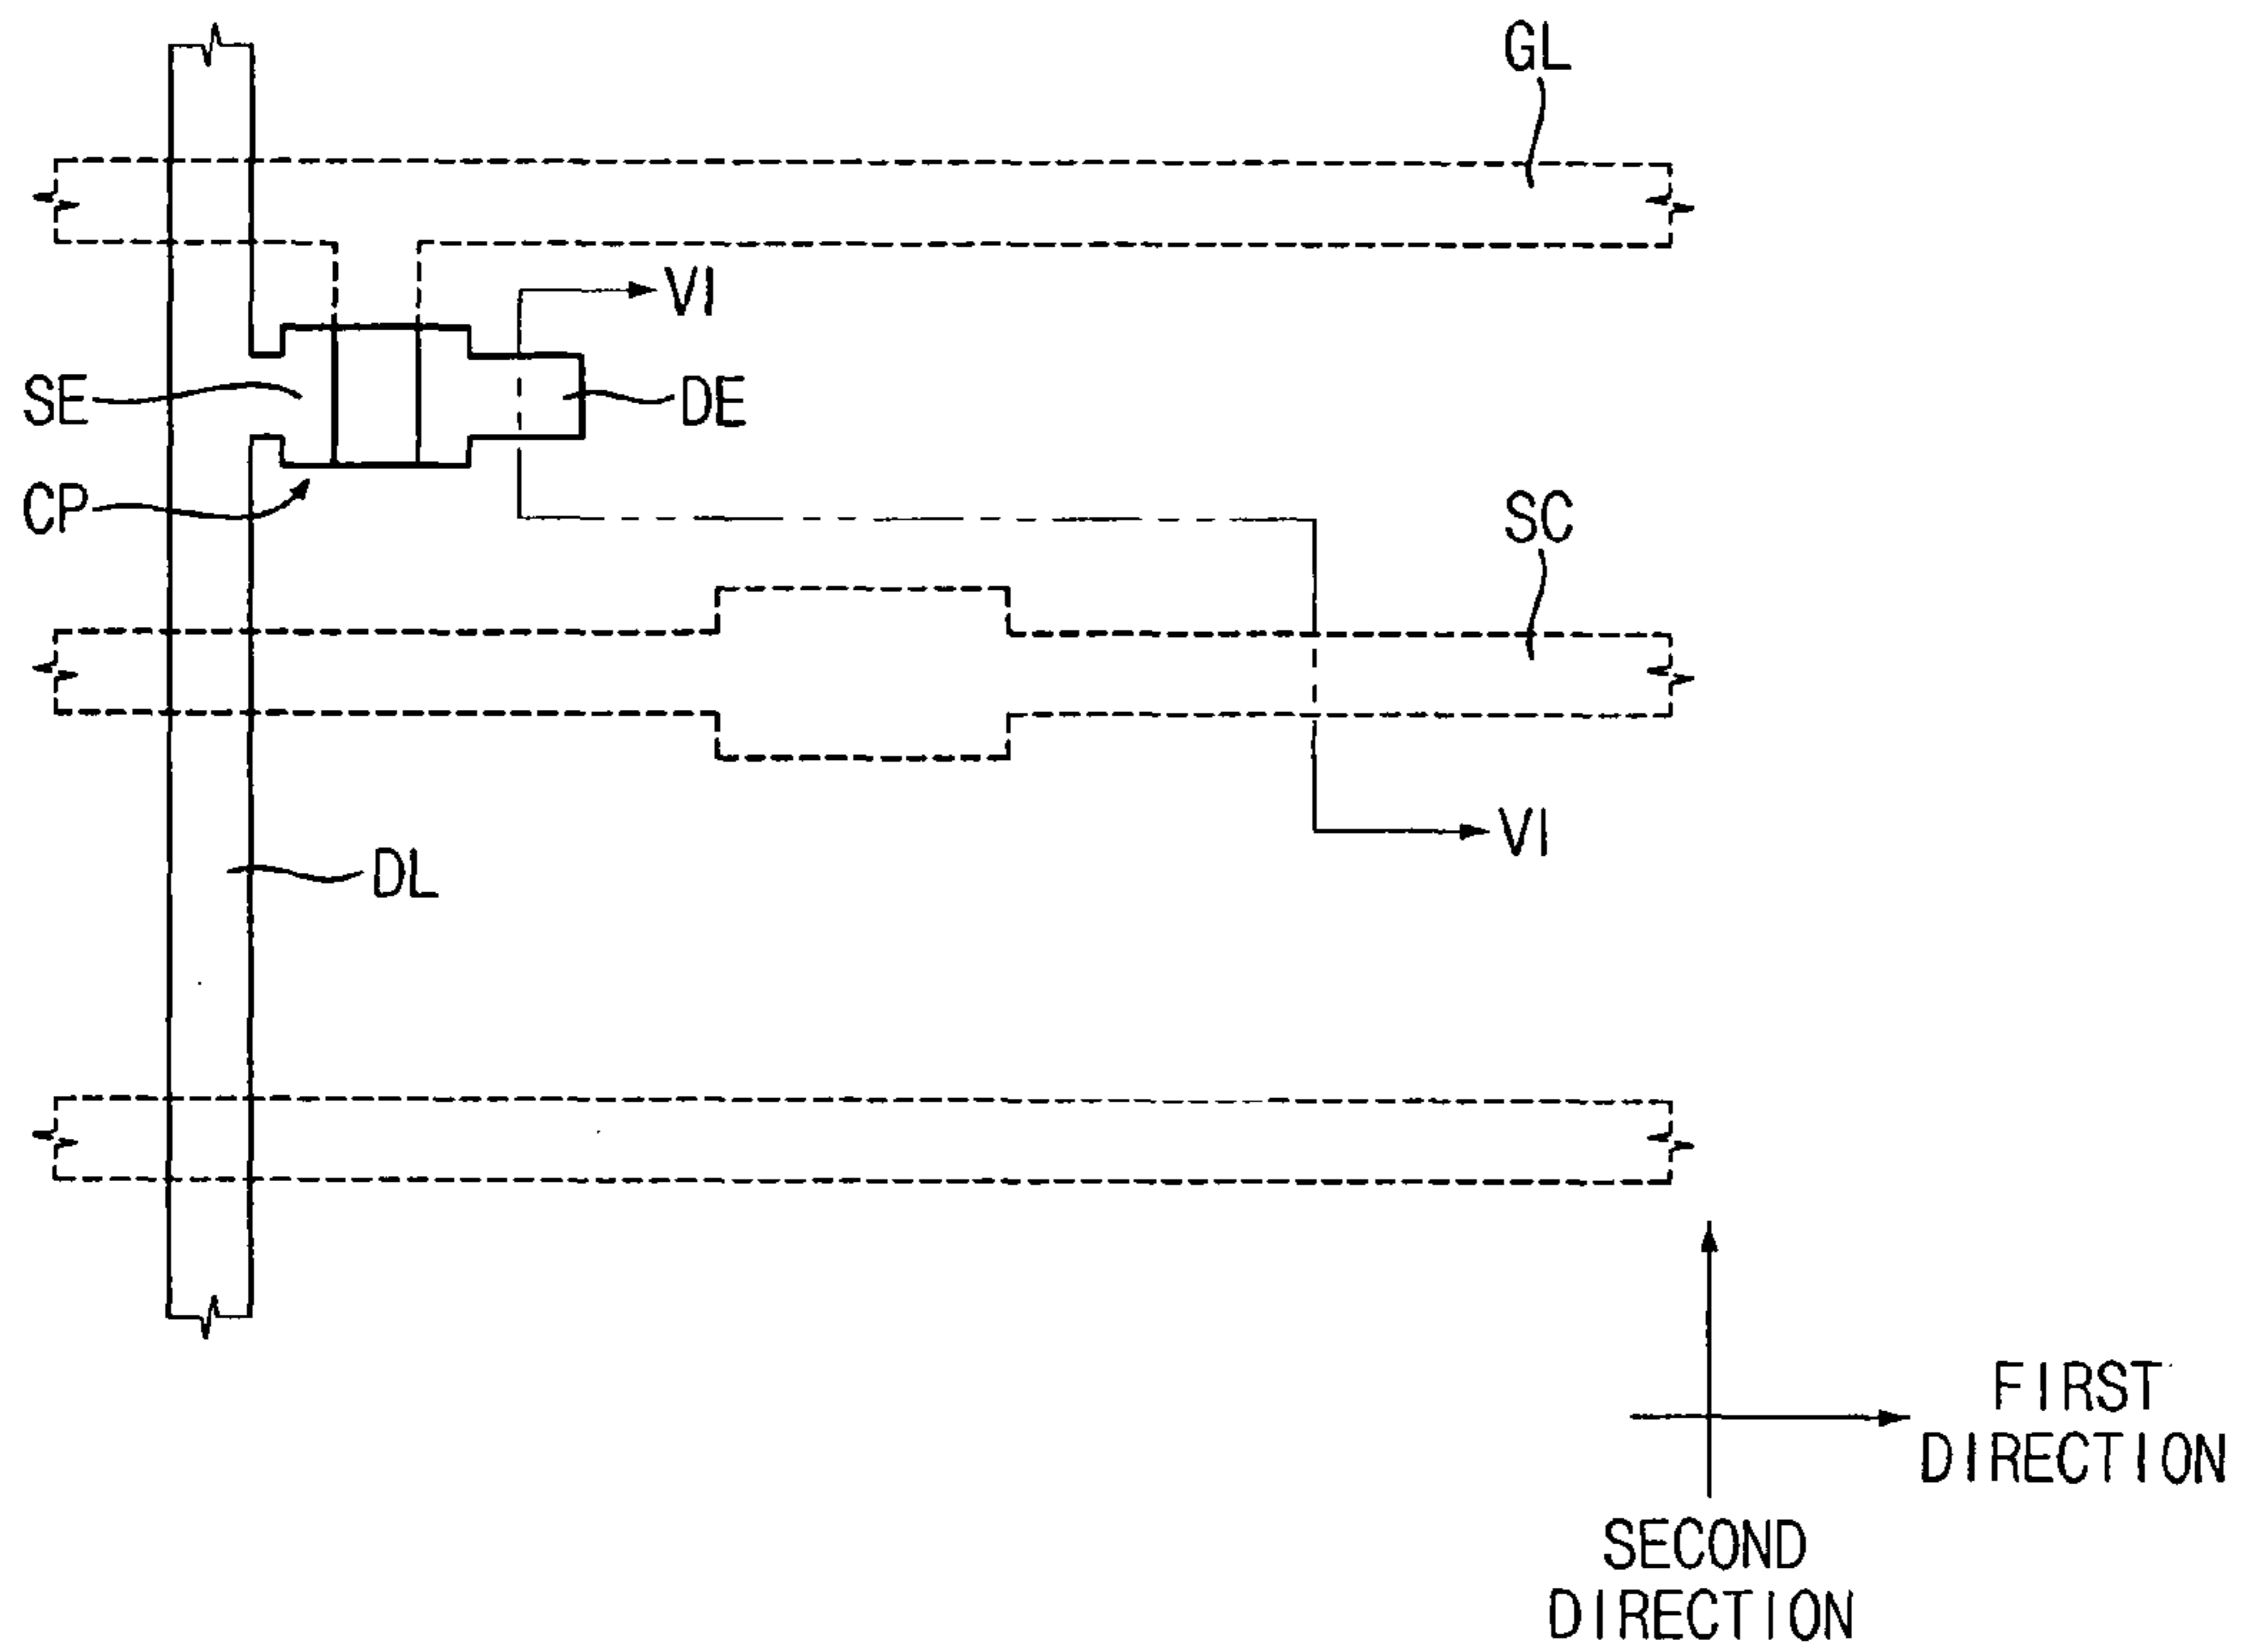 GL
VI
SE
DE
CP
SC
VI
DL
FIRST
DIRECTION
SECOND
DIRECTION